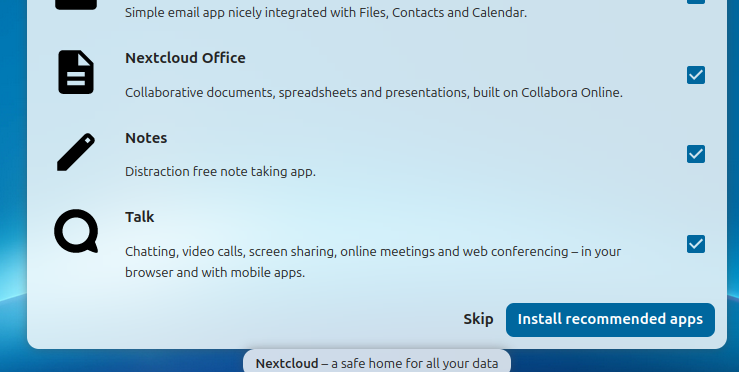 Simple email app nicely integrated with Files, Contacts and Calendar.
Nextcloud Office
Collaborative documents, spreadsheets and presentations, built on Collabora Online.
Notes
Distraction free note taking app.
Talk
Chatting, video calls, screen sharing, online meetings and web conferencing – in your
browser and with mobile apps.
Skip
Install recommended apps
Nextcloud – a safe home for all your data